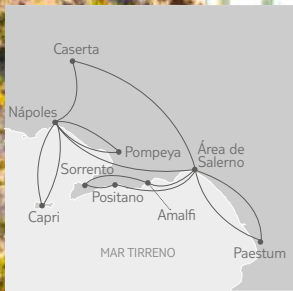 Caserta
Nápoles
Pompeya
Área de
Salerno
Sorrento
Positano
Capri
Amalfi
MAR TIRRENO
Paestum